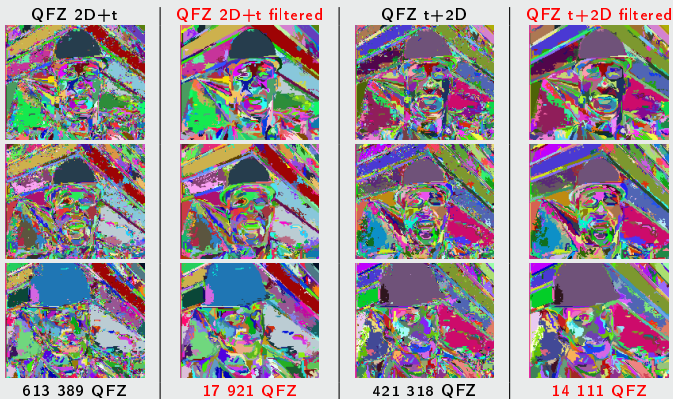 QFZ 2D+t QFZ 2D+t filtered QFZ t+2D QFZ t+2D filtered
613 389 QFZ 17 921 QFZ 421 318 QFZ 14 111 QFZ